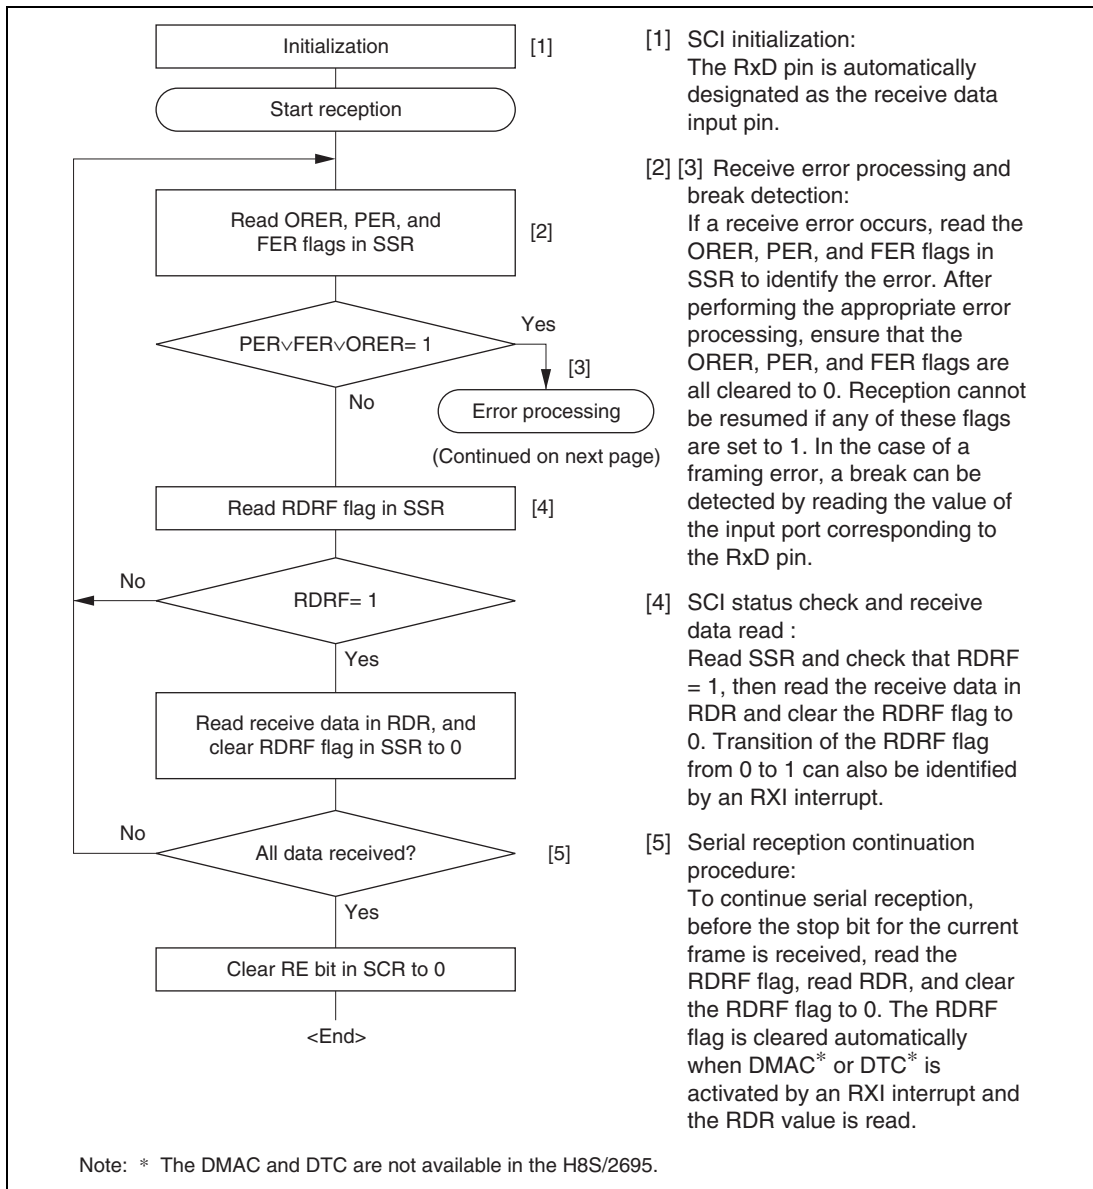 Initialization [1]
Start reception
Read ORER, PER, and
FER flags in SSR
[2]
PER∨FER∨ORER= 1
Yes
[3]
No
Error processing
(Continued on next page)
Read RDRF flag in SSR [4]
No
RDRF= 1
Yes
Read receive data in RDR, and
clear RDRF flag in SSR to 0
No
All data received? [5]
Yes
Clear RE bit in SCR to 0
<End>
[1] SCI initialization:
The RxD pin is automatically
designated as the receive data
input pin.
[2] [3] Receive error processing and
break detection:
If a receive error occurs, read the
ORER, PER, and FER flags in
SSR to identify the error. After
performing the appropriate error
processing, ensure that the
ORER, PER, and FER flags are
all cleared to 0. Reception cannot
be resumed if any of these flags
are set to 1. In the case of a
framing error, a break can be
detected by reading the value of
the input port corresponding to
the RxD pin.
[4] SCI status check and receive
data read :
Read SSR and check that RDRF
= 1, then read the receive data in
RDR and clear the RDRF flag to
0. Transition of the RDRF flag
from 0 to 1 can also be identified
by an RXI interrupt.
[5] Serial reception continuation
procedure:
To continue serial reception,
before the stop bit for the current
frame is received, read the
RDRF flag, read RDR, and clear
the RDRF flag to 0. The RDRF
flag is cleared automatically
when DMAC* or DTC* is
activated by an RXI interrupt and
the RDR value is read.
Note: * The DMAC and DTC are not available in the H8S/2695.